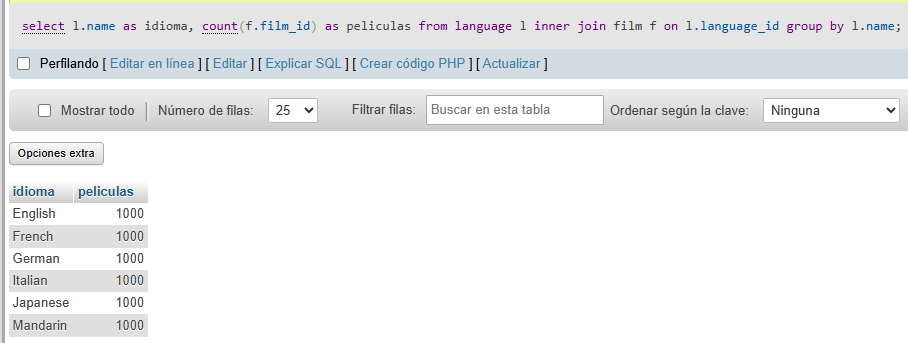 select l.name as idioma, count(f.film_id) as peliculas from language l inner join film f on l.language_id group by l.name;
Perfilando [ Editar en línea ] [ Editar ] [ Explicar SQL ] [ Crear código PHP ] [ Actualizar ]
Mostrar todo Número de filas: 25 Filtrar filas: Buscar en esta tabla Ordenar según la clave: Ninguna
Opciones extra
idioma peliculas
English 1000
French 1000
German 1000
Italian 1000
Japanese 1000
Mandarin 1000